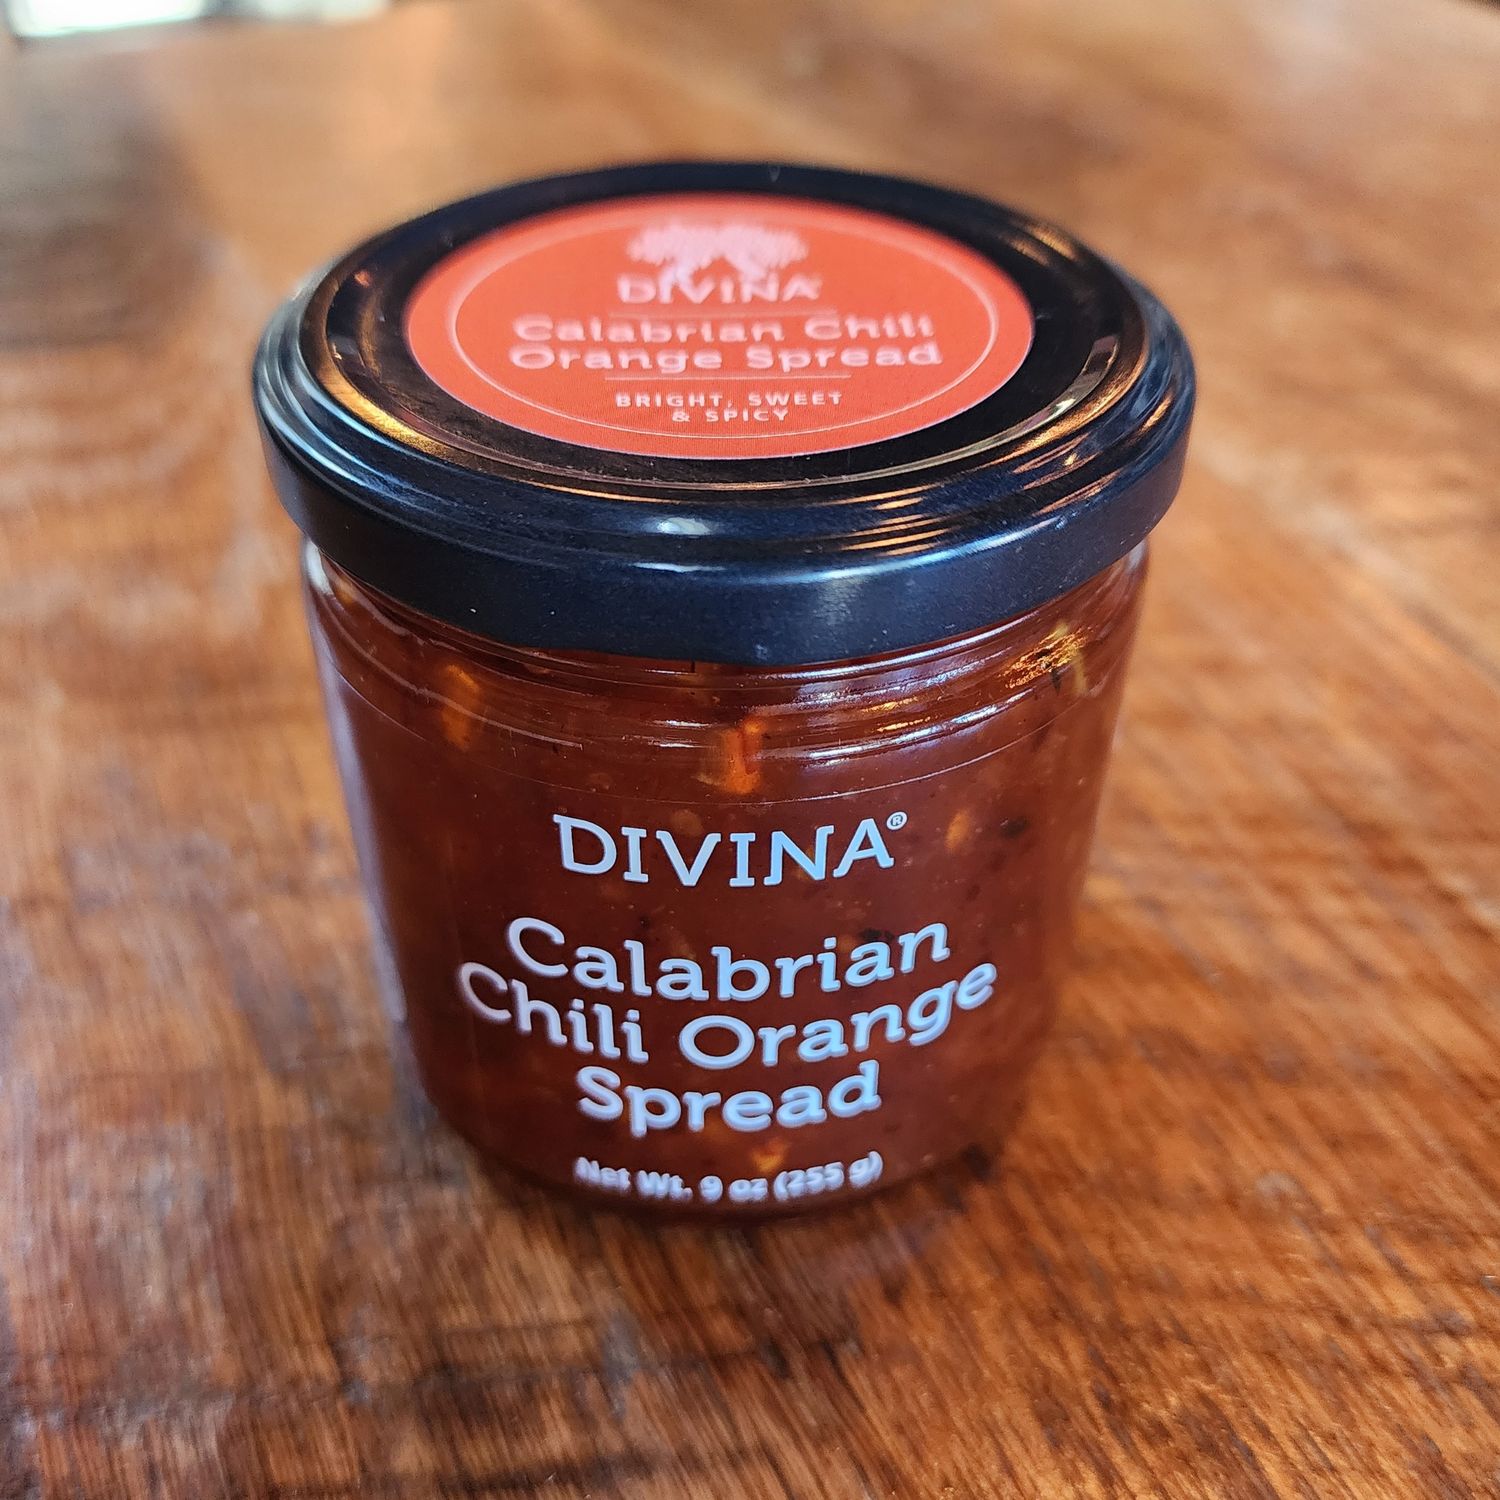 DIVINA
Calabrian Chili
Orange Spread
BRIGHT, SWEET
& SPICY
DIVINA®
Calabrian
Chili Orange
Spread
Net Wt. 9 oz (255 g)